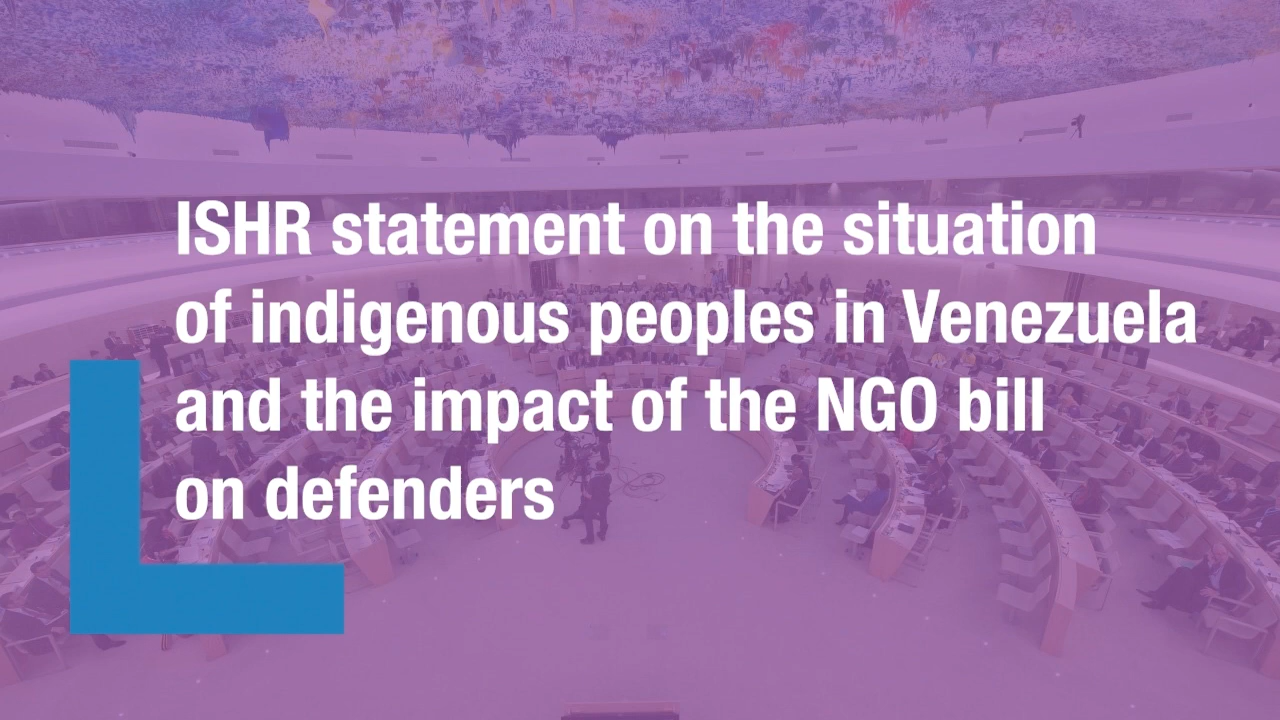 ISHR statement on the situation
of indigenous peoples in Venezuela
and the impact of the NGO bill
on defenders